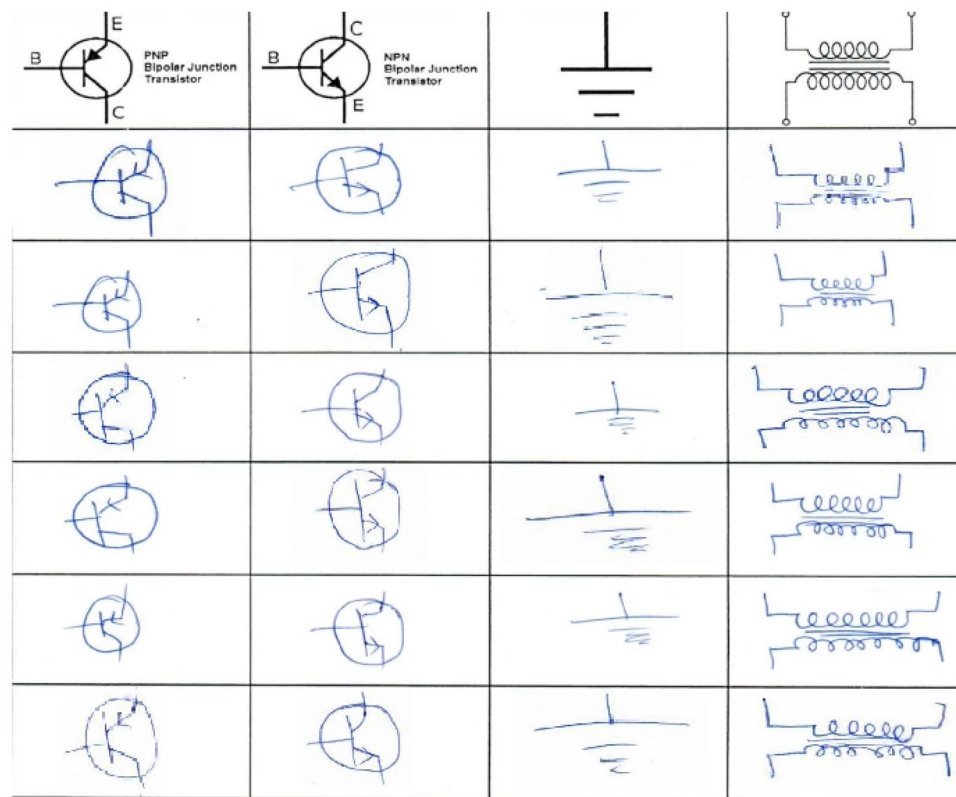 E
B
PNP
Bipolar Junction
Transistor
C
C
B
NPN
Bipolar Junction
Transistor
E